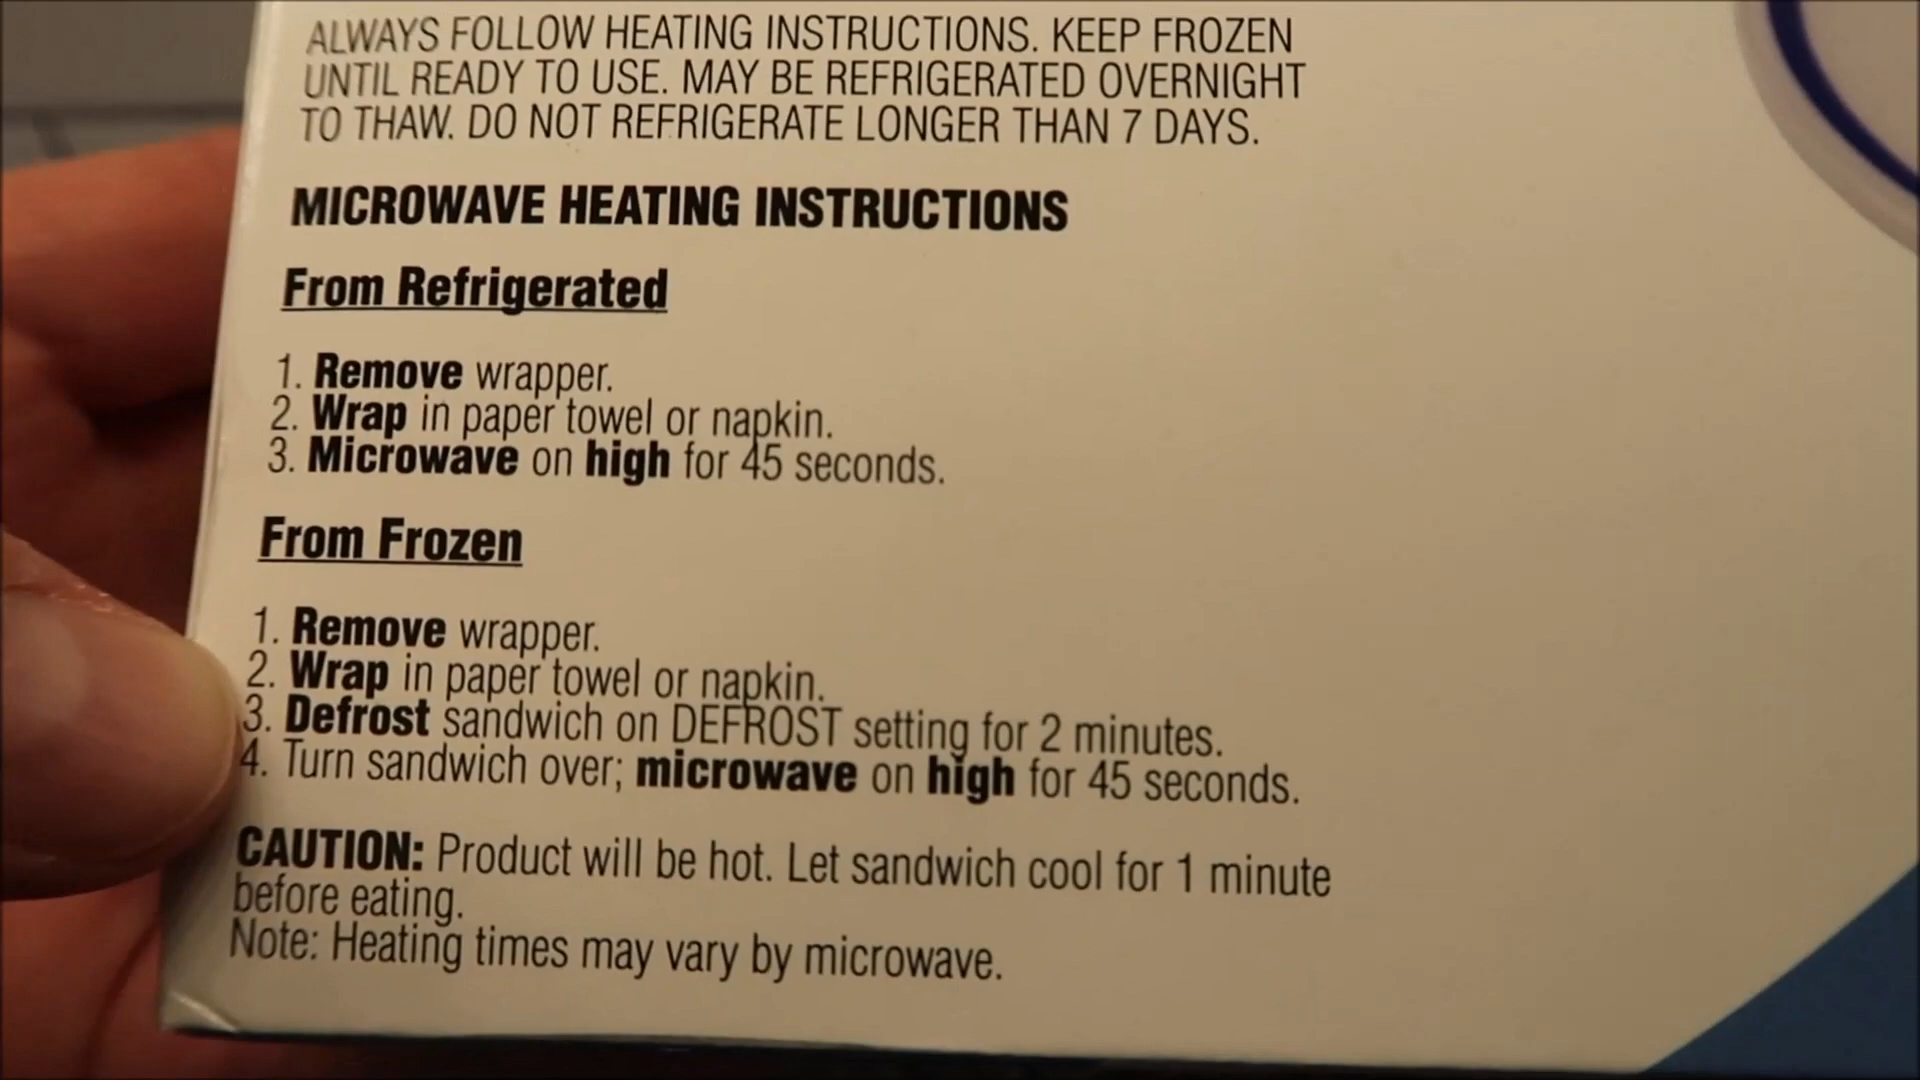 ALWAYS FOLLOW HEATING INSTRUCTIONS. KEEP FROZEN
UNTIL READY TO USE. MAY BE REFRIGERATED OVERNIGHT
TO THAW. DO NOT REFRIGERATE LONGER THAN 7 DAYS.
MICROWAVE HEATING INSTRUCTIONS
From Refrigerated
1. Remove wrapper.
2. Wrap in paper towel or napkin.
3. Microwave on high for 45 seconds.
From Frozen
1. Remove wrapper.
2. Wrap in paper towel or napkin.
3. Defrost sandwich on DEFROST setting for 2 minutes.
4. Turn sandwich over; microwave on high for 45 seconds.
CAUTION: Product will be hot. Let sandwich cool for 1 minute
before eating.
Note: Heating times may vary by microwave.